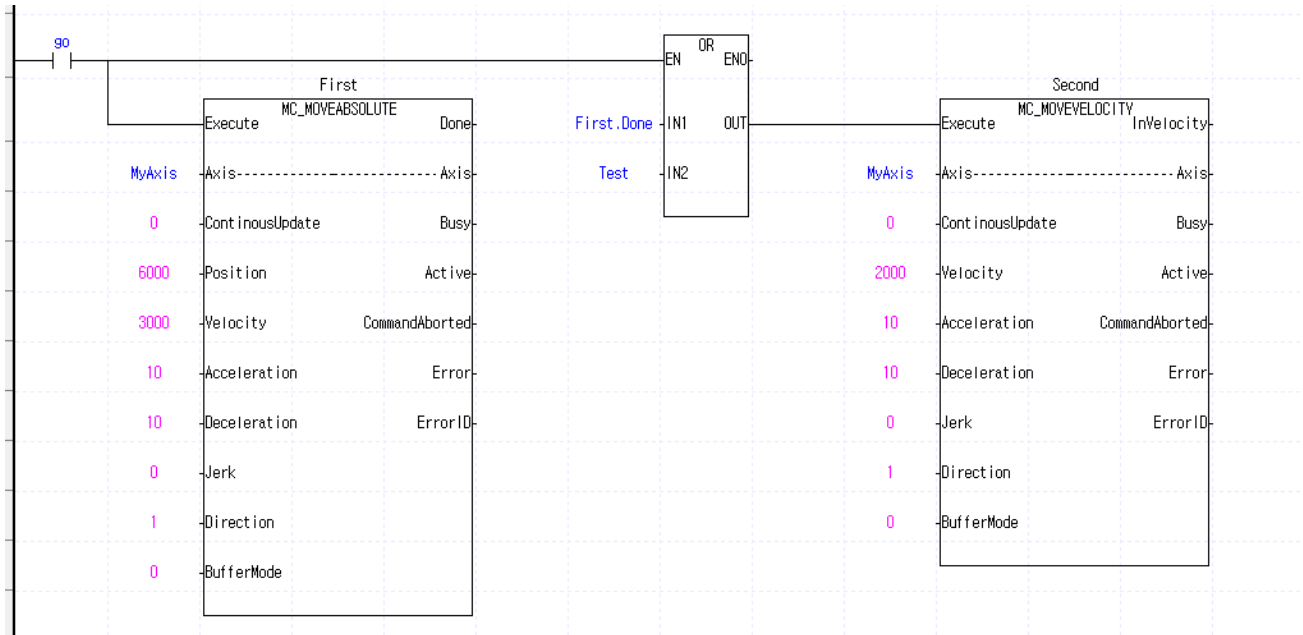 go
OR
EN ENO
First
Second
MC_MOVEABSOLUTE
MC_MOVEVELOCITY
Execute Done
First.Done IN1 OUT
Execute InVelocity
MyAxis Axis Axis
Test IN2
MyAxis Axis Axis
0 ContinousUpdate Busy
0 ContinousUpdate Busy
6000 Position Active
2000 Velocity Active
3000 Velocity CommandAborted
10 Acceleration CommandAborted
10 Acceleration Error
10 Deceleration Error
10 Deceleration ErrorID
0 Jerk ErrorID
0 Jerk
1 Direction
1 Direction
0 BufferMode
0 BufferMode